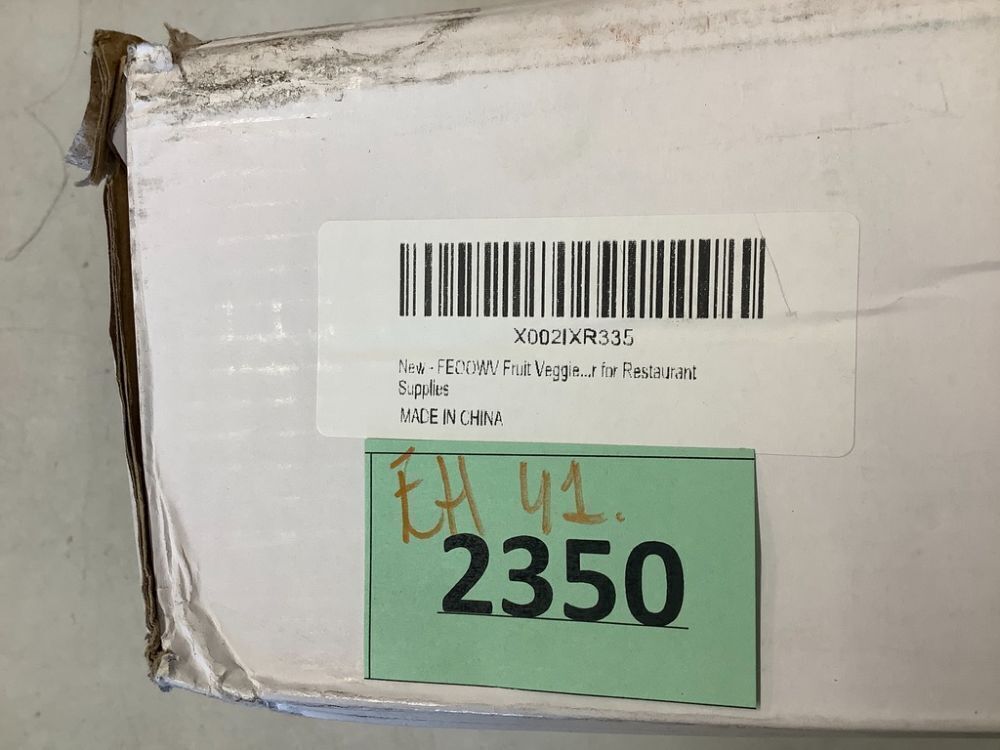 X002IXR335
New - FEOOWV Fruit Veggie...r for Restaurant
Supplies
MADE IN CHINA
EH 41.
2350